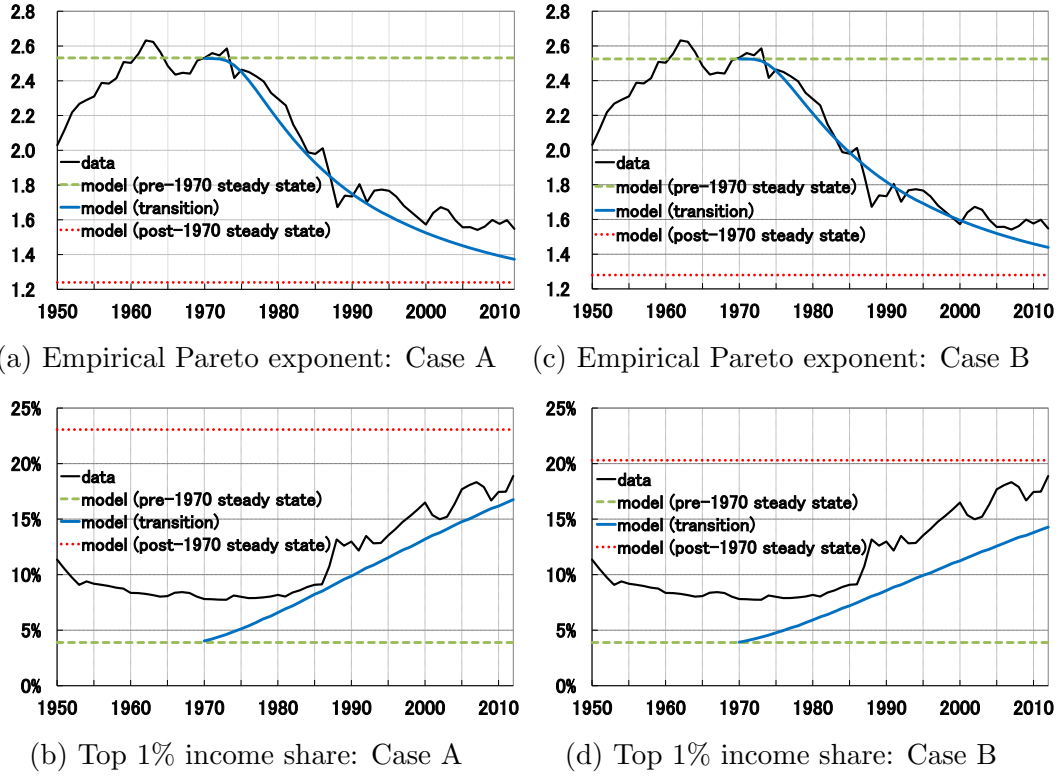 2.8
2.6
2.4
2.2
2.0
1.8
1.6
1.4
1.2
data
model (pre-1970 steady state)
model (transition)
model (post-1970 steady state)
1950 1960 1970 1980 1990 2000 2010
(a) Empirical Pareto exponent: Case A
2.8
2.6
2.4
2.2
2.0
1.8
1.6
1.4
1.2
data
model (pre-1970 steady state)
model (transition)
model (post-1970 steady state)
1950 1960 1970 1980 1990 2000 2010
(c) Empirical Pareto exponent: Case B
25%
20%
15%
10%
5%
0%
data
model (pre-1970 steady state)
model (transition)
model (post-1970 steady state)
1950 1960 1970 1980 1990 2000 2010
(b) Top 1% income share: Case A
25%
20%
15%
10%
5%
0%
data
model (pre-1970 steady state)
model (transition)
model (post-1970 steady state)
1950 1960 1970 1980 1990 2000 2010
(d) Top 1% income share: Case B